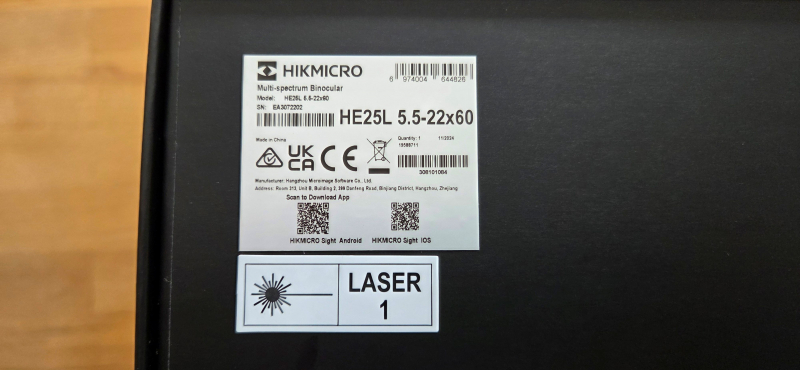 HIKMICRO
6 974004 644826
Multi-spectrum Binocular
Model: HE25L 5.5-22x60
SN: EA3072202
HE25L 5.5-22x60
Made in China
Quantity: 1 11/2024
UK
CA
CE
308101084
Manufacturer: Hangzhou Microimage Software Co., Ltd.
Address: Room 313, Unit B, Building 2, 399 Danfeng Road, Binjiang District, Hangzhou, Zhejiang
Scan to Download App
HIKMICRO Sight Android HIKMICRO Sight IOS
LASER
1